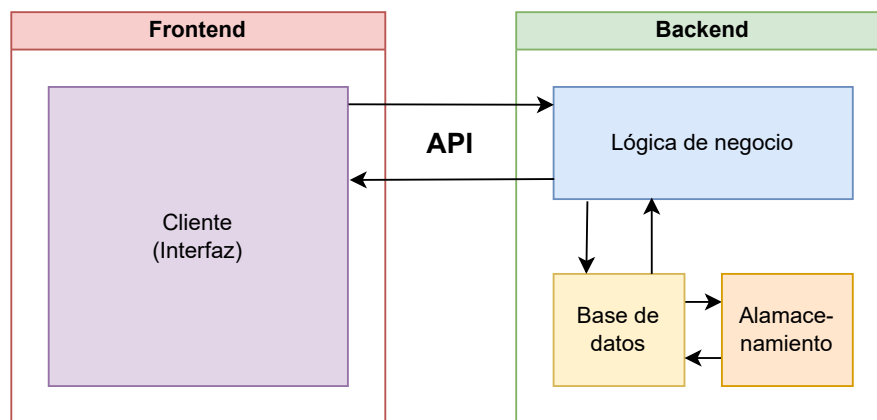 Frontend
Backend
Cliente
(Interfaz)
API
Lógica de negocio
Base de
datos
Alamace-
namiento